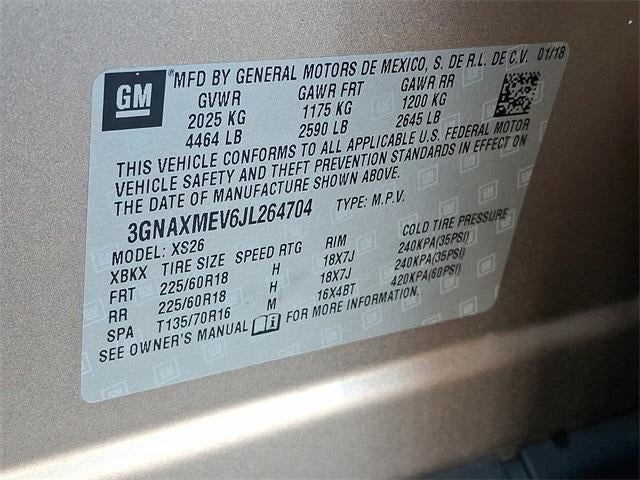 GM
® MFD BY GENERAL MOTORS DE MEXICO, S. DE R.L. DE C.V. 01/18
GVWR GAWR FRT GAWR RR
2025 KG 1175 KG 1200 KG
4464 LB 2590 LB 2645 LB
THIS VEHICLE CONFORMS TO ALL APPLICABLE U.S. FEDERAL MOTOR
VEHICLE SAFETY AND THEFT PREVENTION STANDARDS IN EFFECT ON
THE DATE OF MANUFACTURE SHOWN ABOVE.
3GNAXMEV6JL264704 TYPE: M.P.V.
MODEL: XS26
XBKX TIRE SIZE SPEED RTG RIM COLD TIRE PRESSURE
FRT 225/60R18 H 18X7J 240KPA(35PSI)
RR 225/60R18 H 18X7J 240KPA(35PSI)
SPA T135/70R16 M 16X4BT 420KPA(60PSI)
SEE OWNER'S MANUAL FOR MORE INFORMATION.